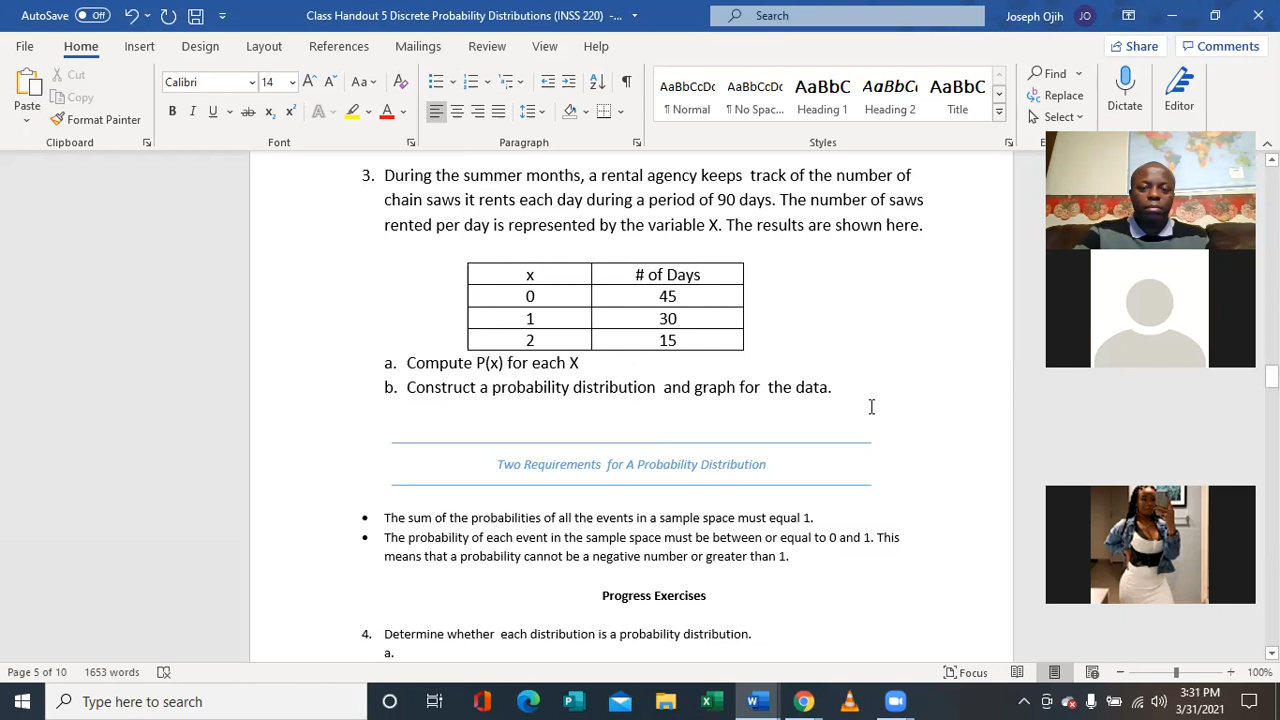 AutoSave Off
Class Handout 5 Discrete Probability Distributions (INSS 220) -...
Search
Joseph Ojih JO
File Home Insert Design Layout References Mailings Review View Help
Share Comments
Paste
Cut
Copy
Format Painter
Calibri 14
Aa
B I U ab x₂ x² A A
AaBbCcDc AaBbCcDc AaBbC AaBbCcI AaBbC
¶ Normal ¶ No Spac... Heading 1 Heading 2 Title
Find
Replace
Select
Dictate
Editor
Clipboard Font Paragraph Styles
3. During the summer months, a rental agency keeps track of the number of
chain saws it rents each day during a period of 90 days. The number of saws
rented per day is represented by the variable X. The results are shown here.
x # of Days
0 45
1 30
2 15
a. Compute P(x) for each X
b. Construct a probability distribution and graph for the data.
Two Requirements for A Probability Distribution
• The sum of the probabilities of all the events in a sample space must equal 1.
• The probability of each event in the sample space must be between or equal to 0 and 1. This
means that a probability cannot be a negative number or greater than 1.
Progress Exercises
4. Determine whether each distribution is a probability distribution.
a.
Page 5 of 10 1653 words
Focus
100%
Type here to search
3:31 PM
3/31/2021